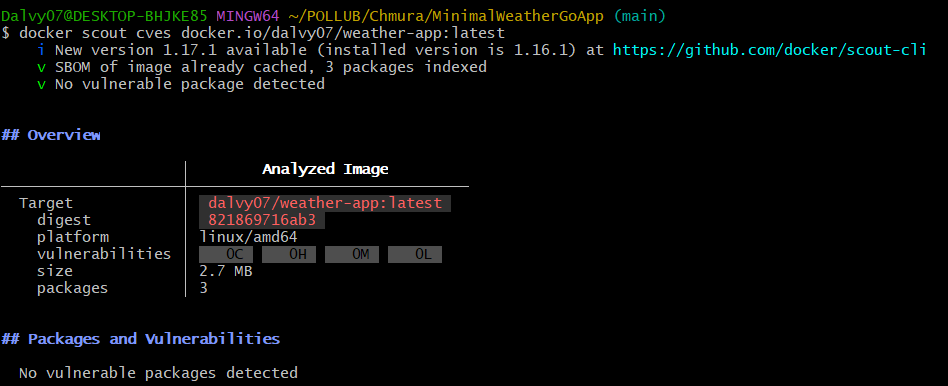 Dalvy07@DESKTOP-BHJKE85 MINGW64 ~/POLLUB/Chmura/MinimalWeatherGoApp (main)
$ docker scout cves docker.io/dalvy07/weather-app:latest
i New version 1.17.1 available (installed version is 1.16.1) at https://github.com/docker/scout-cli
v SBOM of image already cached, 3 packages indexed
v No vulnerable package detected
## Overview
Analyzed Image
Target dalvy07/weather-app:latest
digest 821869716ab3
platform linux/amd64
vulnerabilities 0C 0H 0M 0L
size 2.7 MB
packages 3
## Packages and Vulnerabilities
No vulnerable packages detected